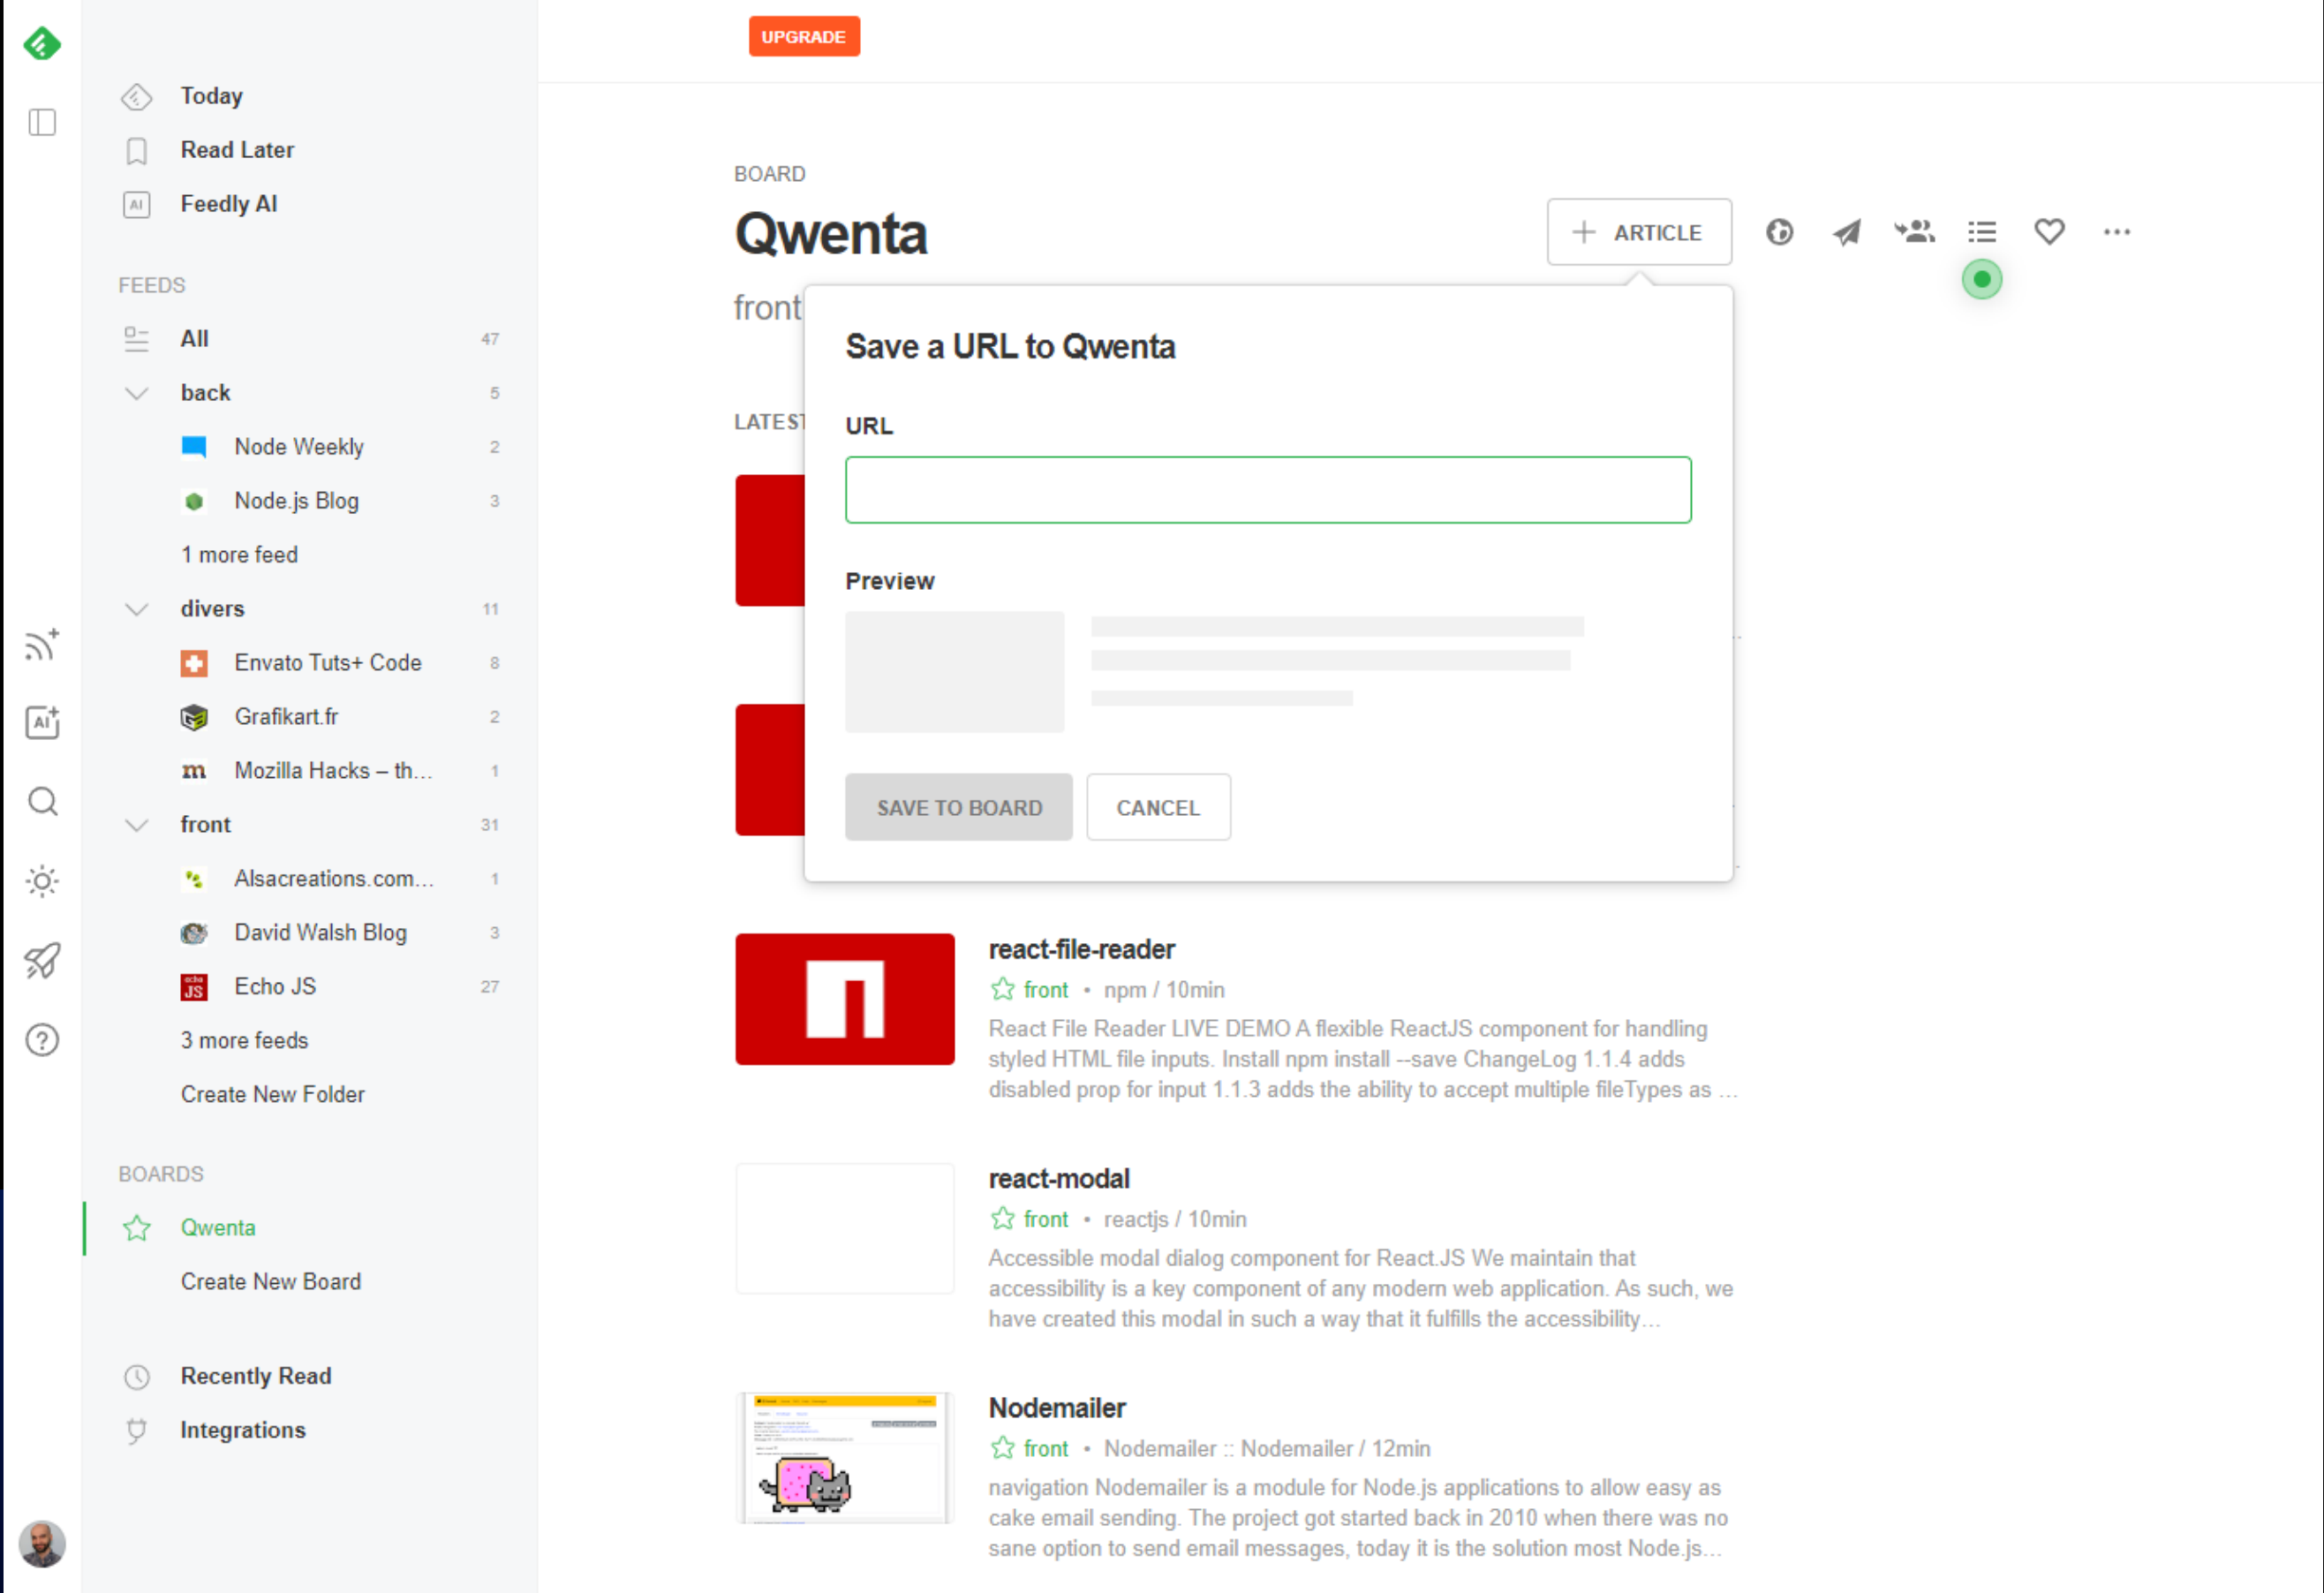 UPGRADE
Today
Read Later
AI
Feedly AI
FEEDS
All 47
back 5
Node Weekly 2
Node.js Blog 3
1 more feed
divers 11
Envato Tuts+ Code 8
Grafikart.fr 2
m Mozilla Hacks – th... 1
front 31
Alsacreations.com... 1
David Walsh Blog 3
echo JS Echo JS 27
3 more feeds
Create New Folder
BOARDS
Qwenta
Create New Board
Recently Read
Integrations
AI+
BOARD
Qwenta
+ ARTICLE
front
LATEST
Save a URL to Qwenta
URL
Preview
SAVE TO BOARD CANCEL
react-file-reader
front • npm / 10min
React File Reader LIVE DEMO A flexible ReactJS component for handling
styled HTML file inputs. Install npm install --save ChangeLog 1.1.4 adds
disabled prop for input 1.1.3 adds the ability to accept multiple fileTypes as ...
react-modal
front • reactjs / 10min
Accessible modal dialog component for React.JS We maintain that
accessibility is a key component of any modern web application. As such, we
have created this modal in such a way that it fulfills the accessibility...
Nodemailer
front • Nodemailer :: Nodemailer / 12min
navigation Nodemailer is a module for Node.js applications to allow easy as
cake email sending. The project got started back in 2010 when there was no
sane option to send email messages, today it is the solution most Node.js...